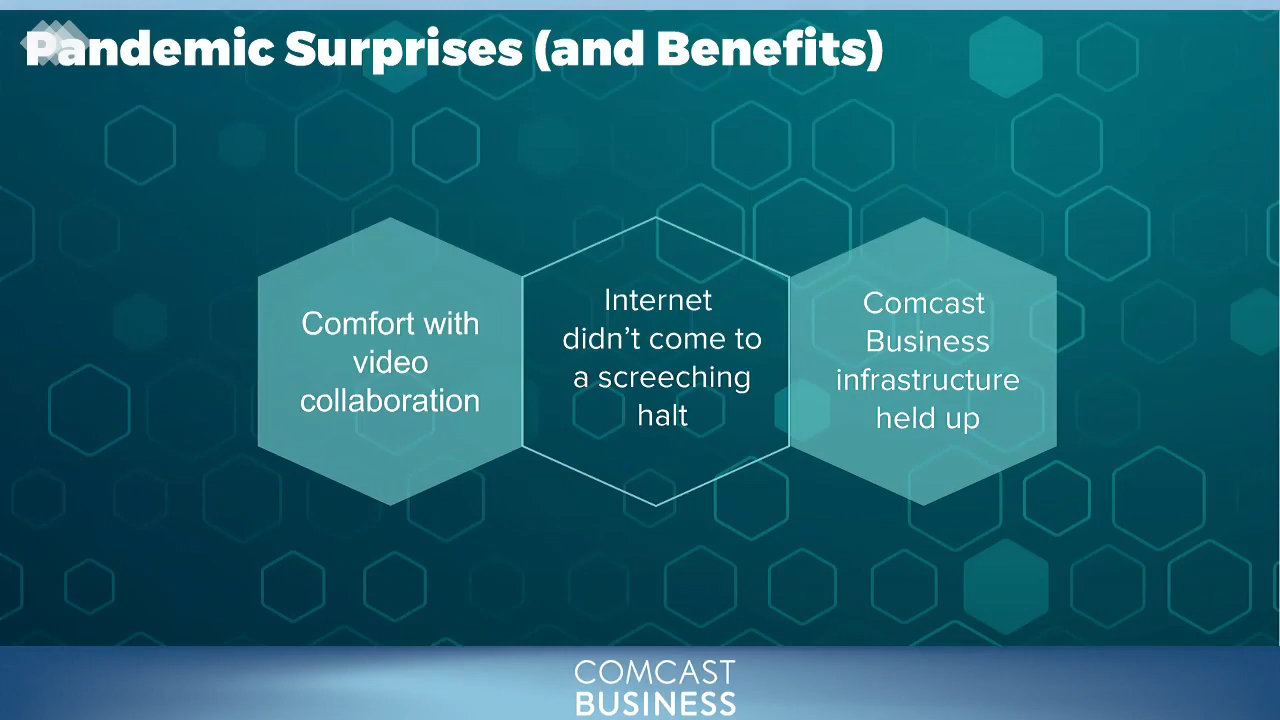 Pandemic Surprises (and Benefits)
Comfort with
video
collaboration
Internet
didn’t come to
a screeching
halt
Comcast
Business
infrastructure
held up
COMCAST
BUSINESS